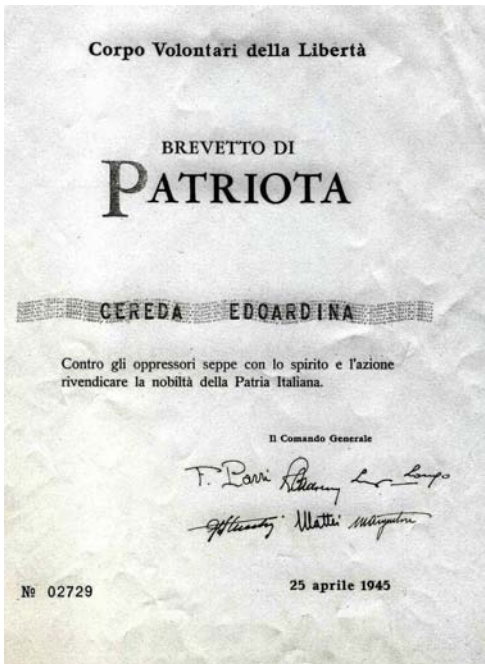 Corpo Volontari della Libertà
BREVETTO DI
PATRIOTA
CEREDA EDOARDINA
Contro gli oppressori seppe con lo spirito e l'azione
rivendicare la nobiltà della Patria Italiana.
Il Comando Generale
F. Parri Longo
Mattei
25 aprile 1945
№ 02729